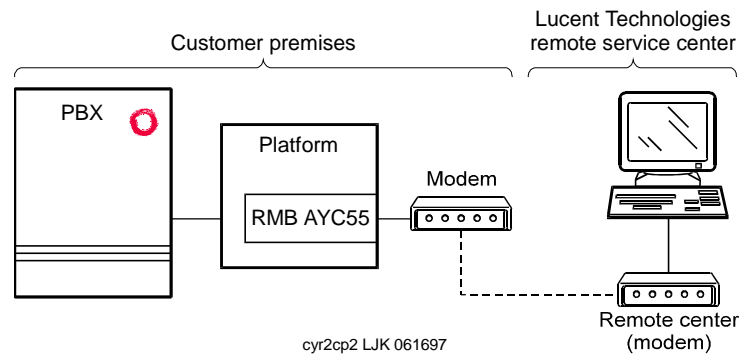 Lucent Technologies
remote service center
Customer premises
PBX
Platform
RMB AYC55
Modem
Remote center
(modem)
cyr2cp2 LJK 061697